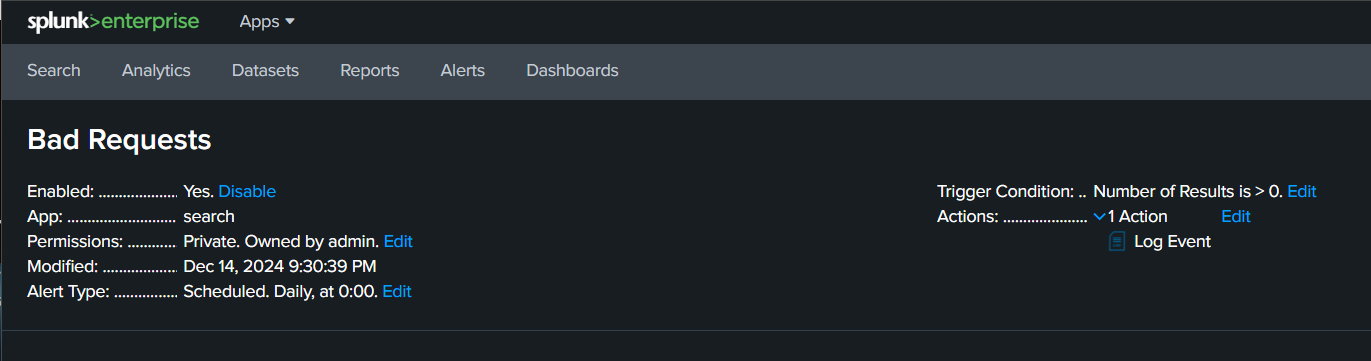 splunk>enterprise Apps
Search Analytics Datasets Reports Alerts Dashboards
Bad Requests
Enabled: ................... Yes. Disable
App: ........................... search
Permissions: ............ Private. Owned by admin. Edit
Modified: .................. Dec 14, 2024 9:30:39 PM
Alert Type: ................ Scheduled. Daily, at 0:00. Edit
Trigger Condition: .. Number of Results is > 0. Edit
Actions: ..................... 1 Action Edit
Log Event